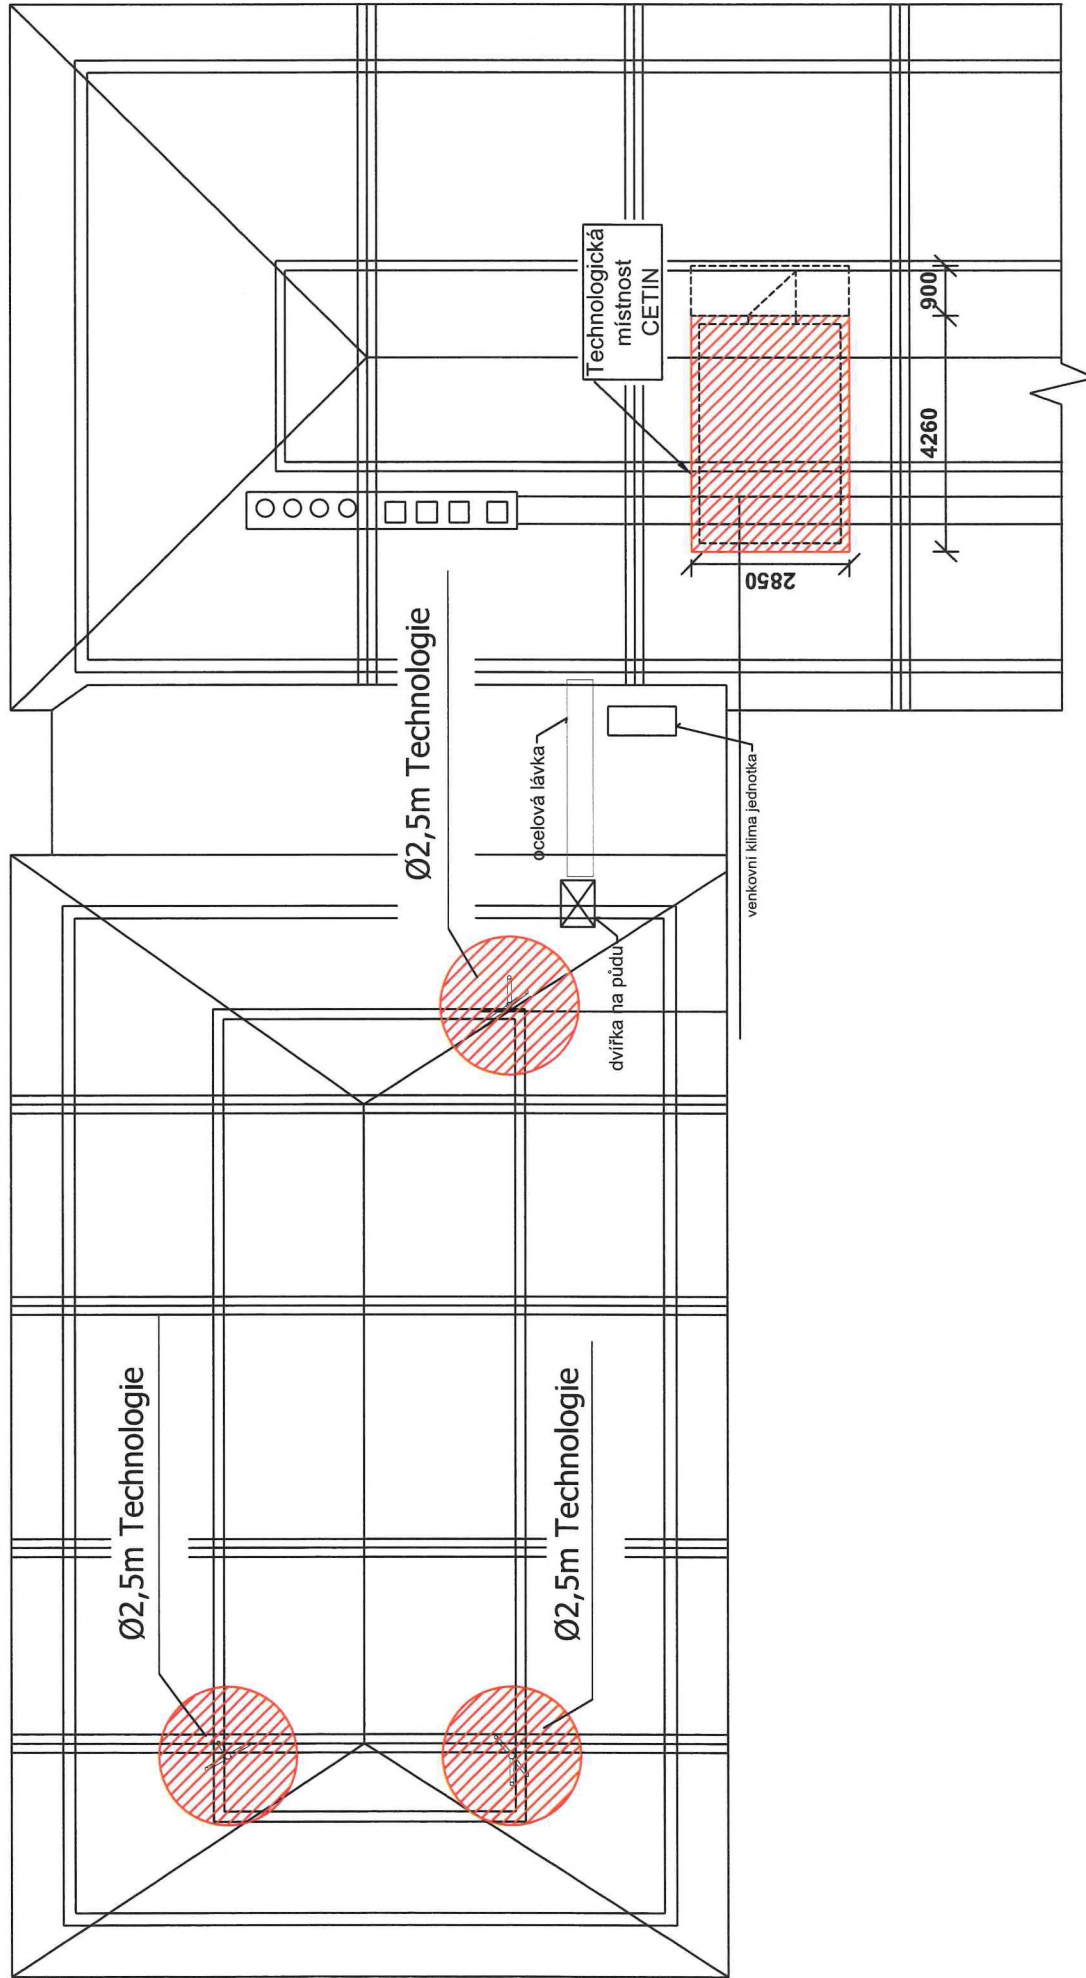 Technologická
místnost
CETIN
900
4260
2850
Ø2,5m Technologie
ocelová lávka
venkovní klima jednotka
dvířka na půdu
Ø2,5m Technologie
Ø2,5m Technologie